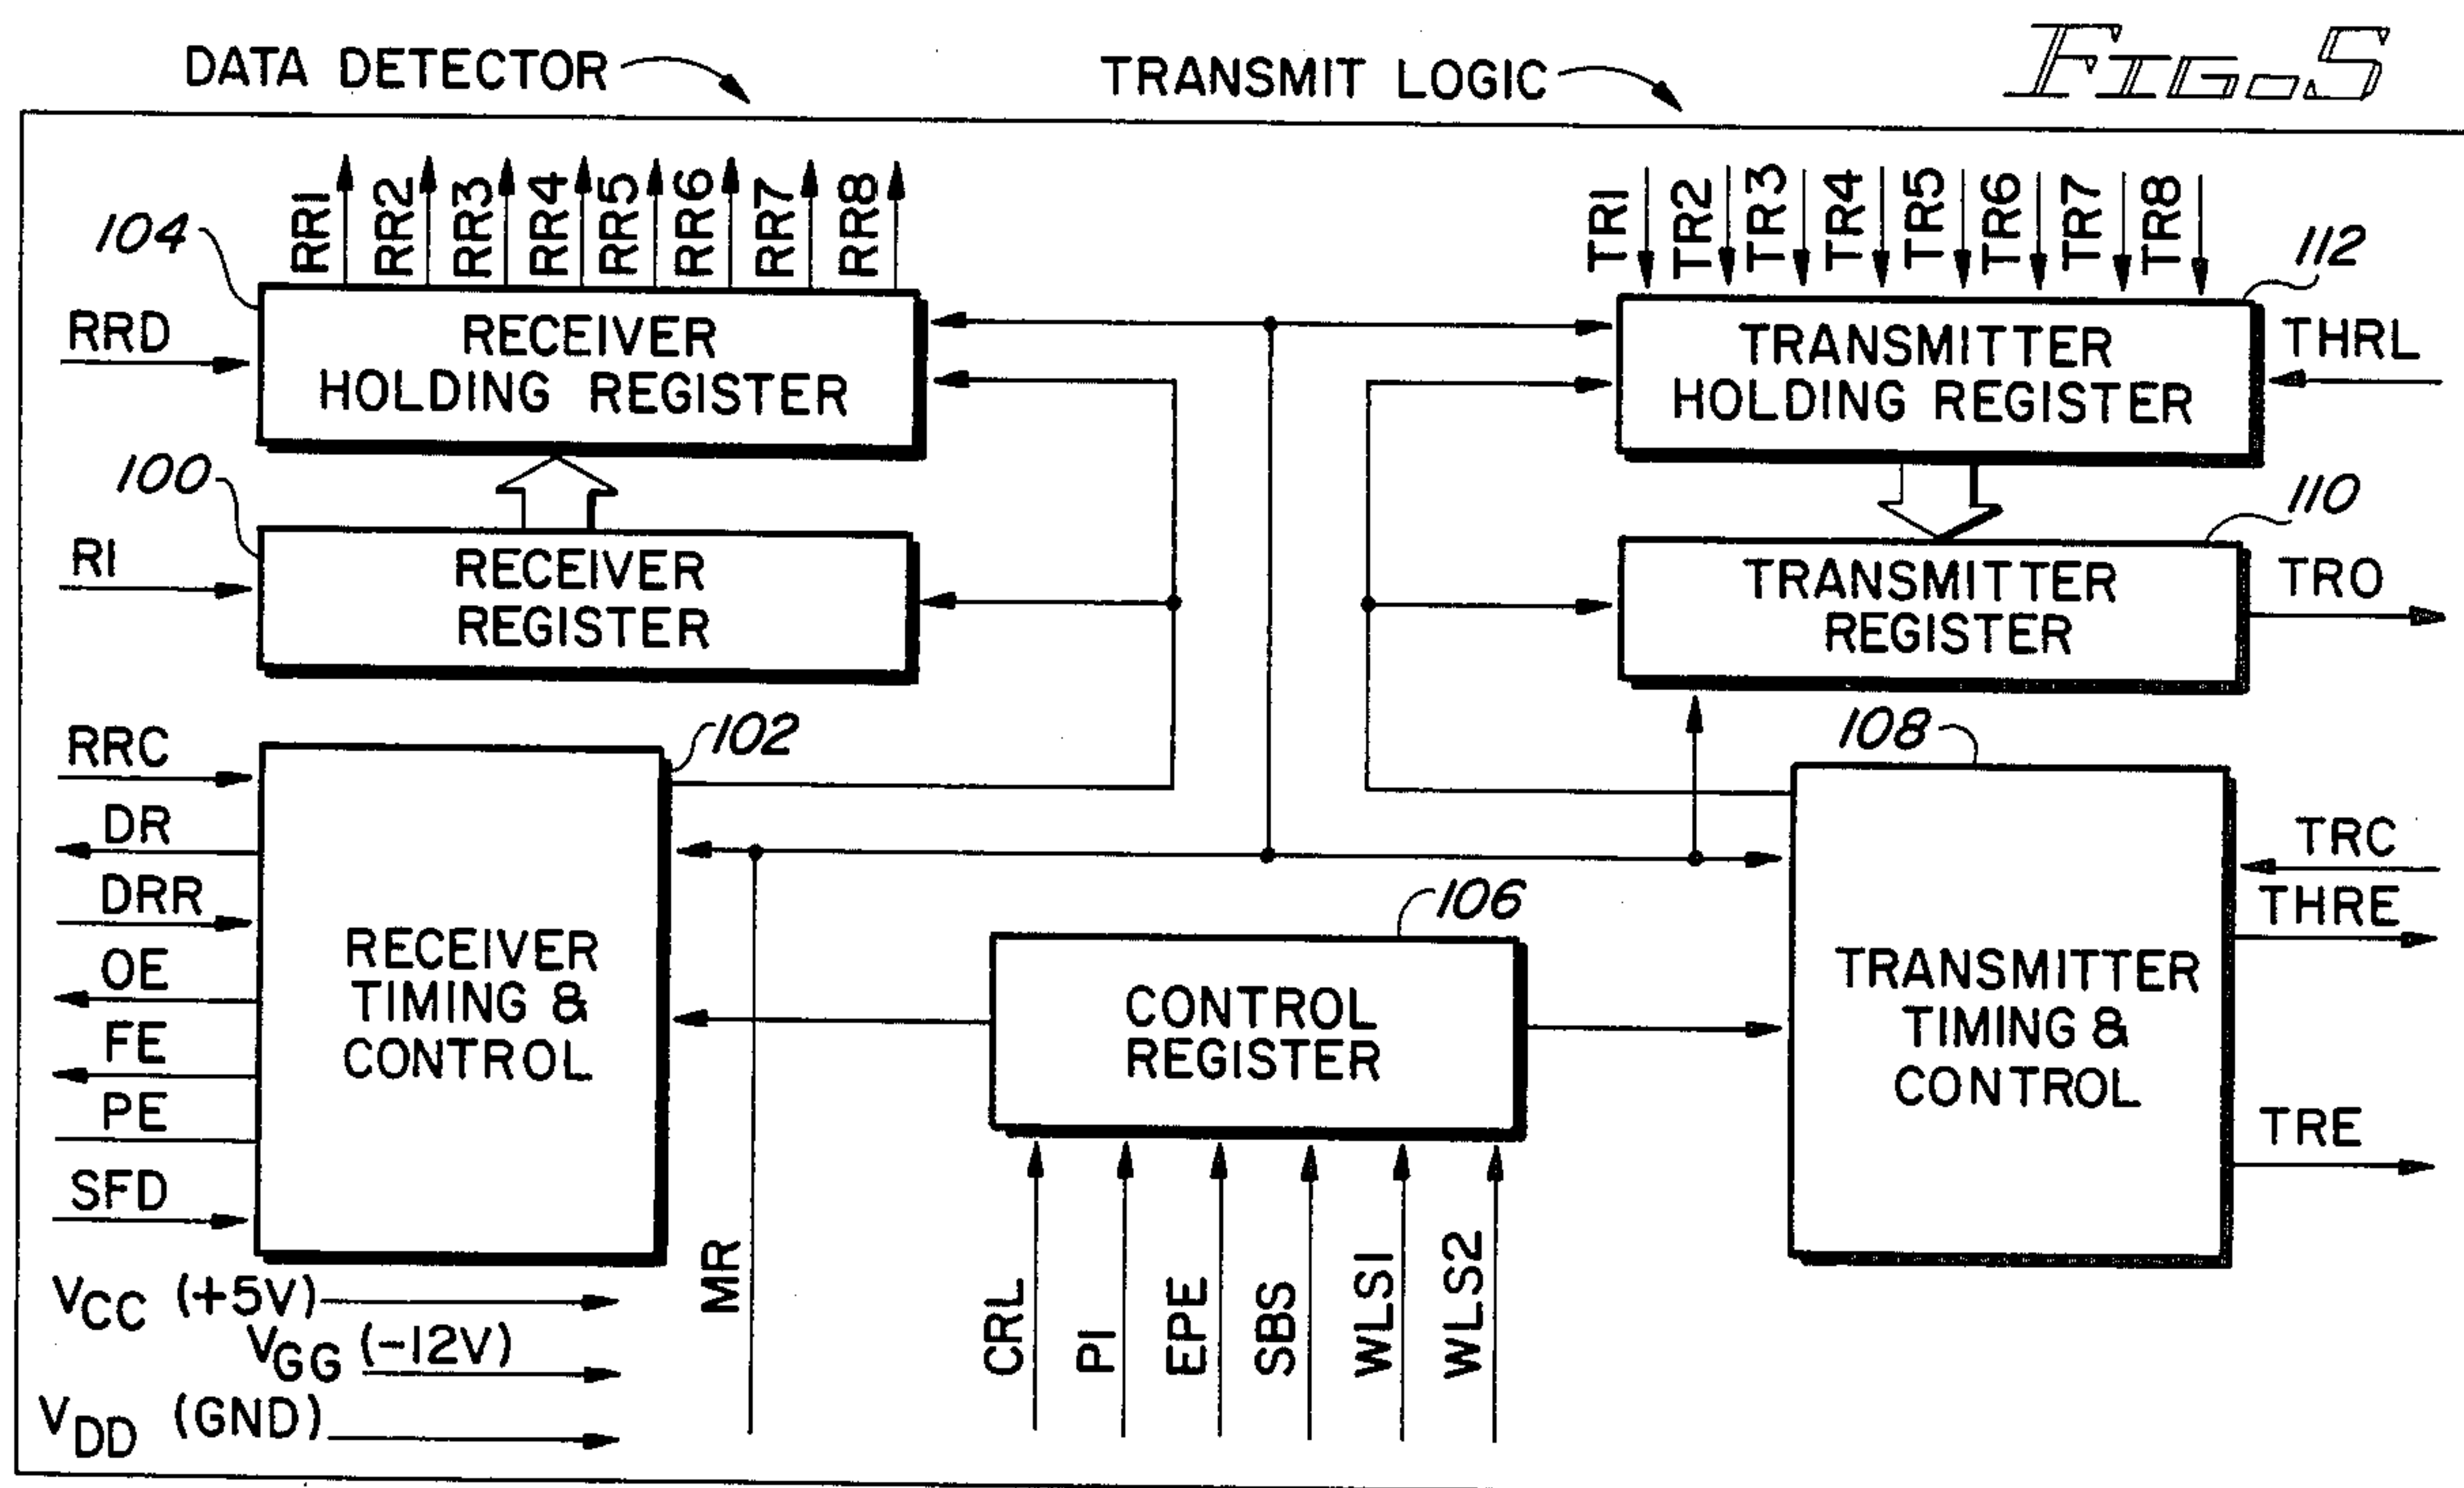 DATA DETECTOR
TRANSMIT LOGIC
FIG. 5
RR1
RR2
RR3
RR4
RR5
RR6
RR7
RR8
TR1
TR2
TR3
TR4
TR5
TR6
TR7
TR8
104
112
RRD
RECEIVER
HOLDING REGISTER
TRANSMITTER
HOLDING REGISTER
THRL
100
110
RI
RECEIVER
REGISTER
TRANSMITTER
REGISTER
TRO
RRC
102
108
DR
DRR
OE
FE
PE
SFD
RECEIVER
TIMING &
CONTROL
106
CONTROL
REGISTER
TRANSMITTER
TIMING &
CONTROL
TRC
THRE
TRE
VCC (+5V)
VGG (-12V)
VDD (GND)
MR
CRL
PI
EPE
SBS
WLS1
WLS2